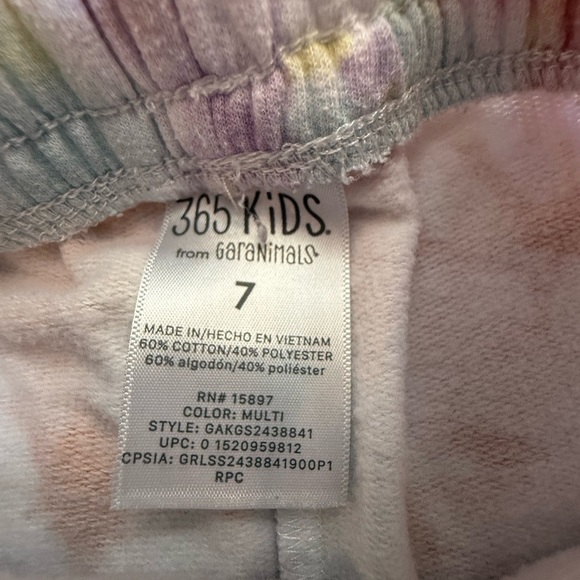 365 KiDS.
from GaRaNiMaLS
7
MADE IN/HECHO EN VIETNAM
60% COTTON/40% POLYESTER
60% algodón/40% poliéster
RN# 15897
COLOR: MULTI
STYLE: GAKGS2438841
UPC: 0 1520959812
CPSIA: GRLSS2438841900P1
RPC